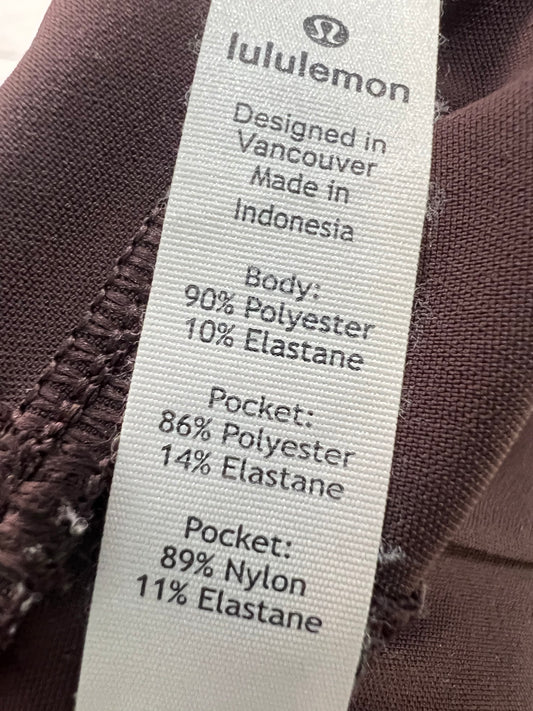 lululemon
Designed in
Vancouver
Made in
Indonesia
Body:
90% Polyester
10% Elastane
Pocket:
86% Polyester
14% Elastane
Pocket:
89% Nylon
11% Elastane